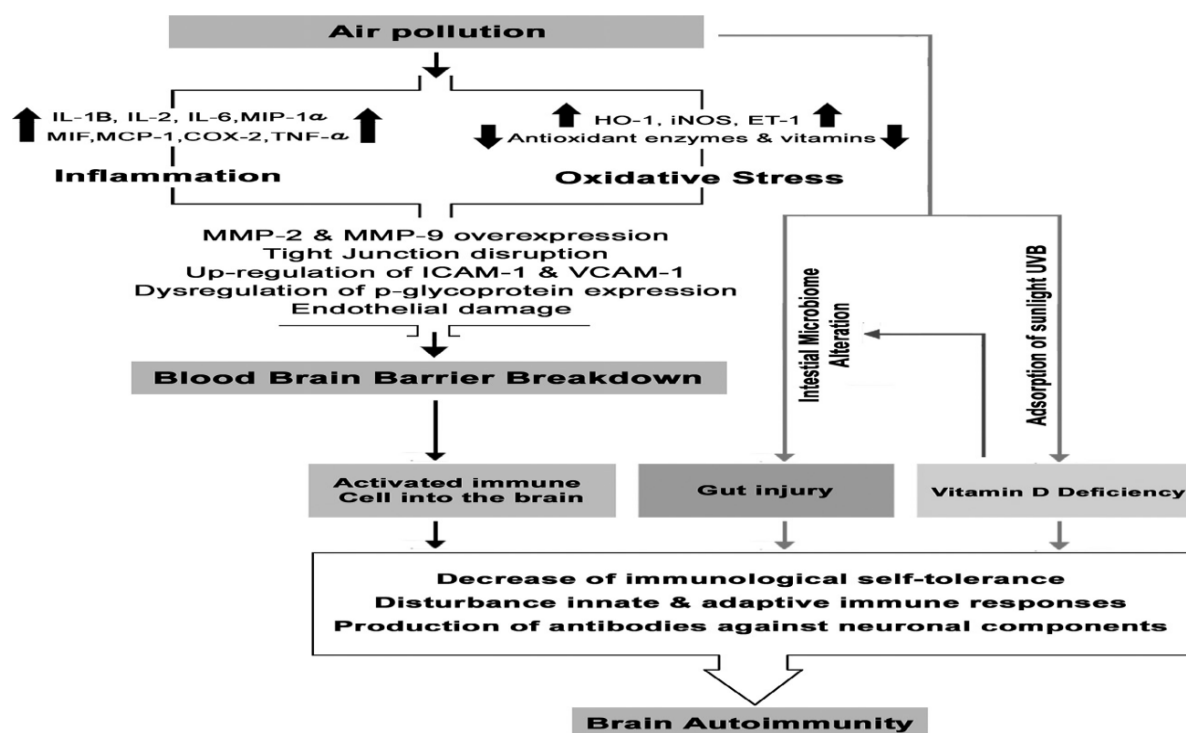 Air pollution
IL-1B, IL-2, IL-6,MIP-1α
MIF,MCP-1,COX-2,TNF-α
Inflammation
HO-1, iNOS, ET-1
Antioxidant enzymes & vitamins
Oxidative Stress
MMP-2 & MMP-9 overexpression
Tight Junction disruption
Up-regulation of ICAM-1 & VCAM-1
Dysregulation of p-glycoprotein expression
Endothelial damage
Blood Brain Barrier Breakdown
Intestial Microbiome
Alteration
Adsorption of sunlight UVB
Activated immune
Cell into the brain
Gut injury
Vitamin D Deficiency
Decrease of immunological self-tolerance
Disturbance innate & adaptive immune responses
Production of antibodies against neuronal components
Brain Autoimmunity